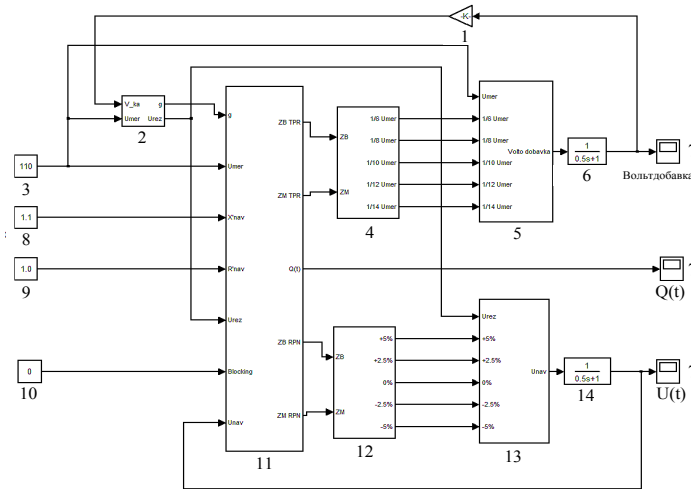 -K-
1
V_ka g
Umer Urez
2
110
3
1.1
8
1.0
9
0
10
g
Umer
X'nav
R'nav
Urez
Blocking
Unav
ZB TPR
ZM TPR
Q(t)
ZB RPN
ZM RPN
11
ZB
ZM
1/6 Umer
1/8 Umer
1/10 Umer
1/12 Umer
1/14 Umer
4
Umer
1/6 Umer
1/8 Umer
1/10 Umer
1/12 Umer
1/14 Umer
Volto dobavka
5
1
0.5s+1
6
Вольтдобавка
Q(t)
ZB
ZM
+5%
+2.5%
0%
-2.5%
-5%
12
Urez
+5%
+2.5%
0%
-2.5%
-5%
Unav
13
1
0.5s+1
14
U(t)